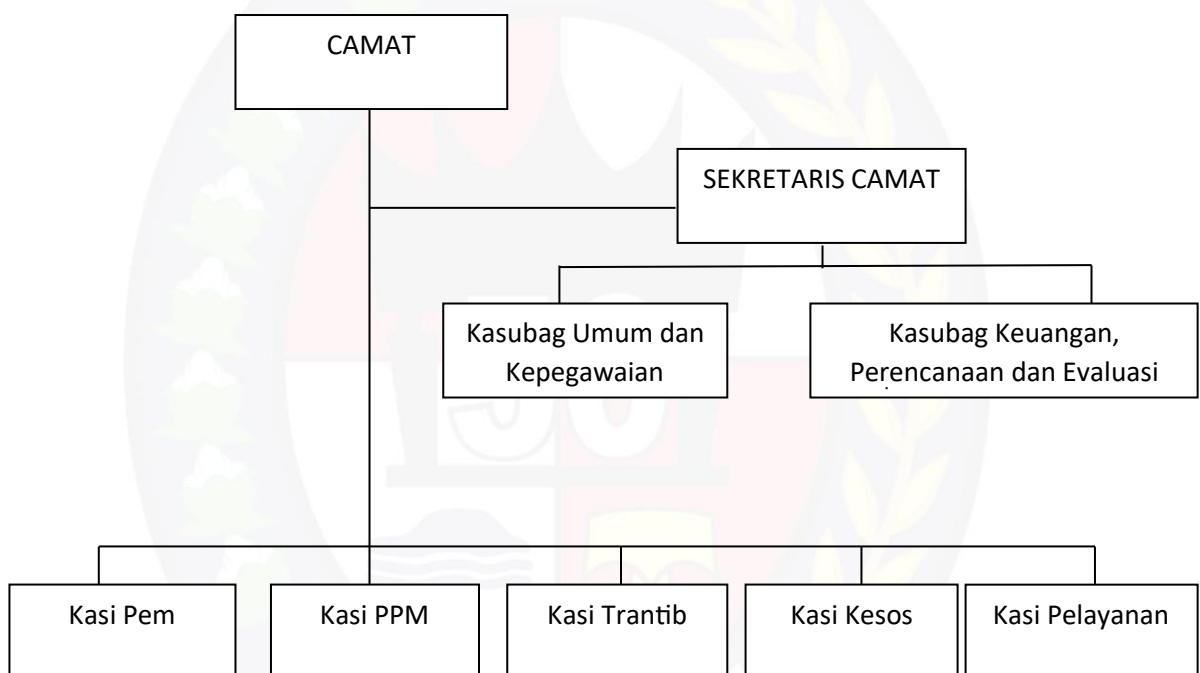 CAMAT
SEKRETARIS CAMAT
Kasubag Umum dan
Kepegawaian
Kasubag Keuangan,
Perencanaan dan Evaluasi
Kasi Pem
Kasi PPM
Kasi Trantib
Kasi Kesos
Kasi Pelayanan
50